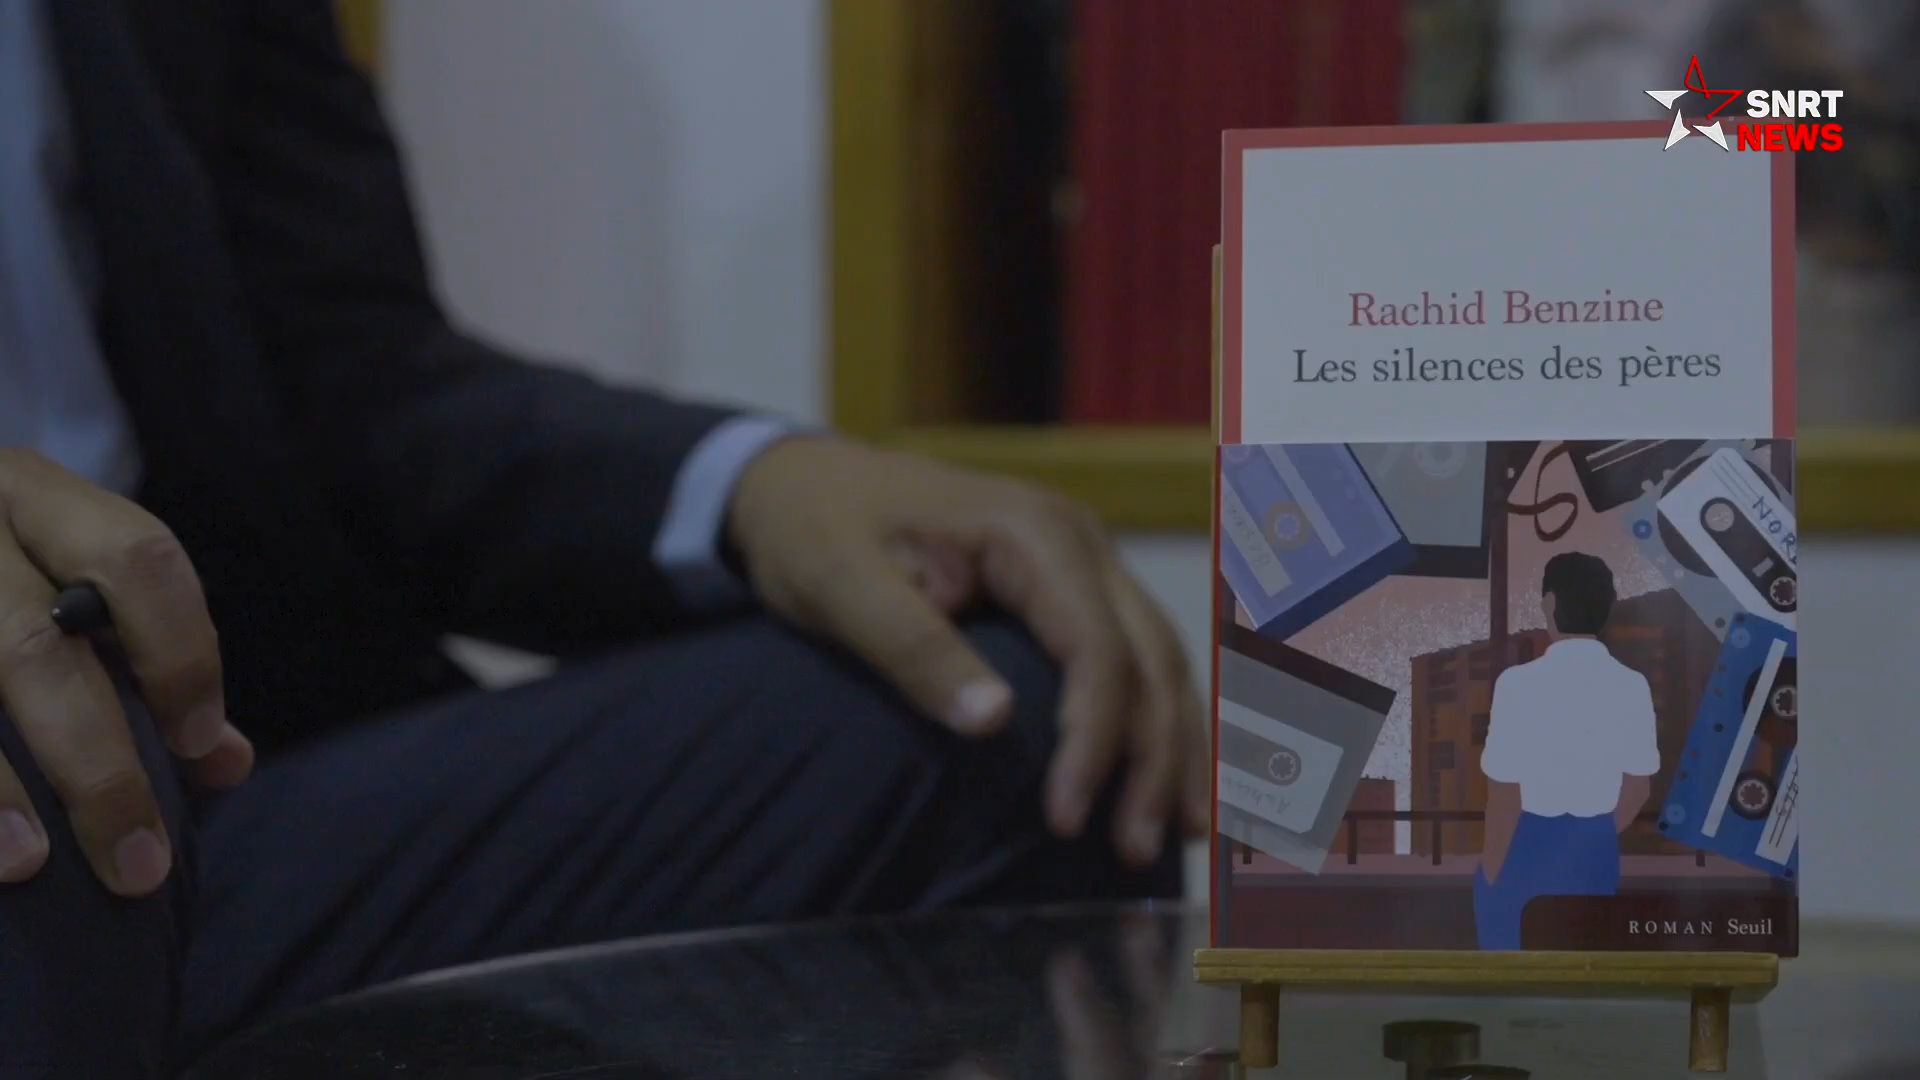 SNRT
NEWS
Rachid Benzine
Les silences des pères
ROMAN Seuil